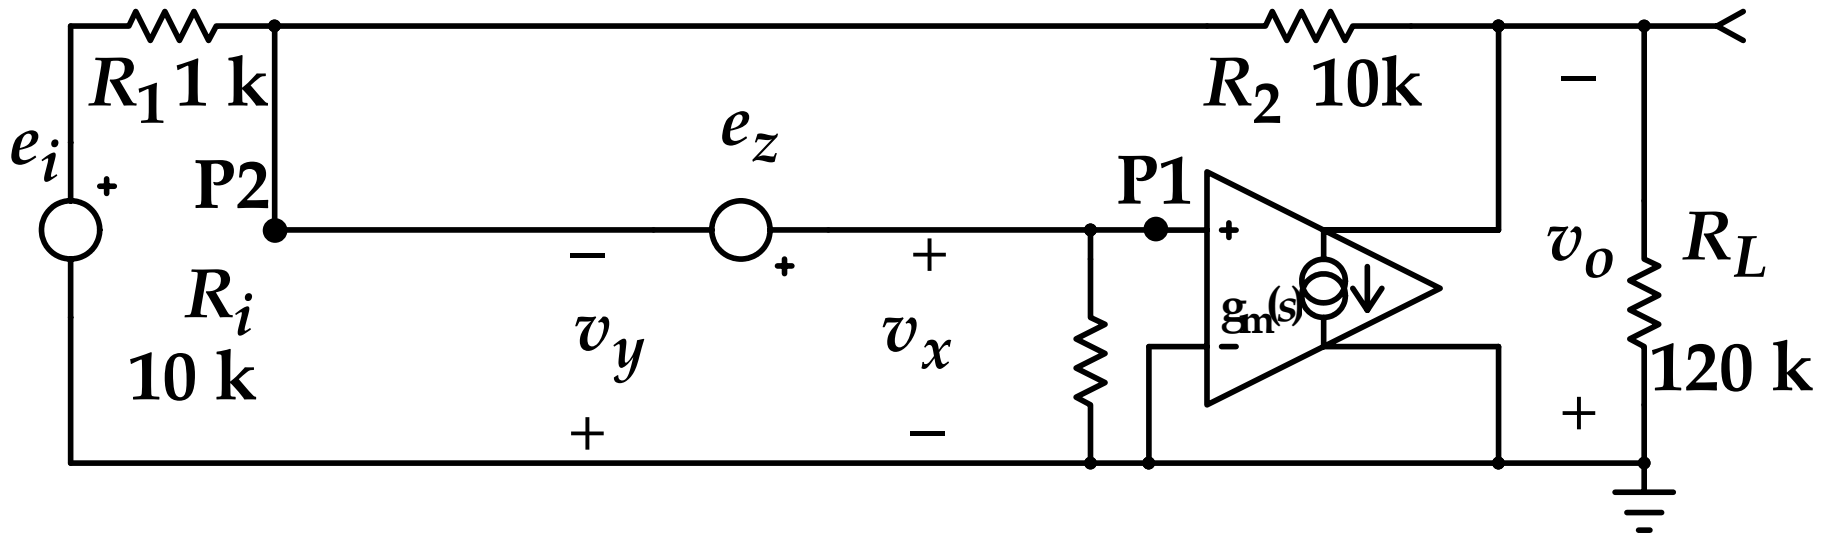 R1 1 k
R2 10k
−
ei
+
P2
ez
+
P1
+
gm(s)
−
Ri
10 k
−
vy
+
+
vx
−
vo
+
RL
120 k